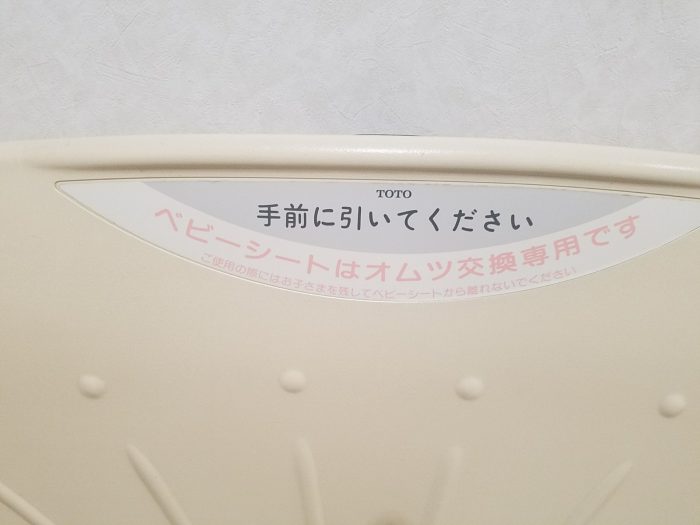 TOTO
手前に引いてください
ベビーシートはオムツ交換専用です
ご使用の際にはお子さまを残してベビーシートから離れないでください